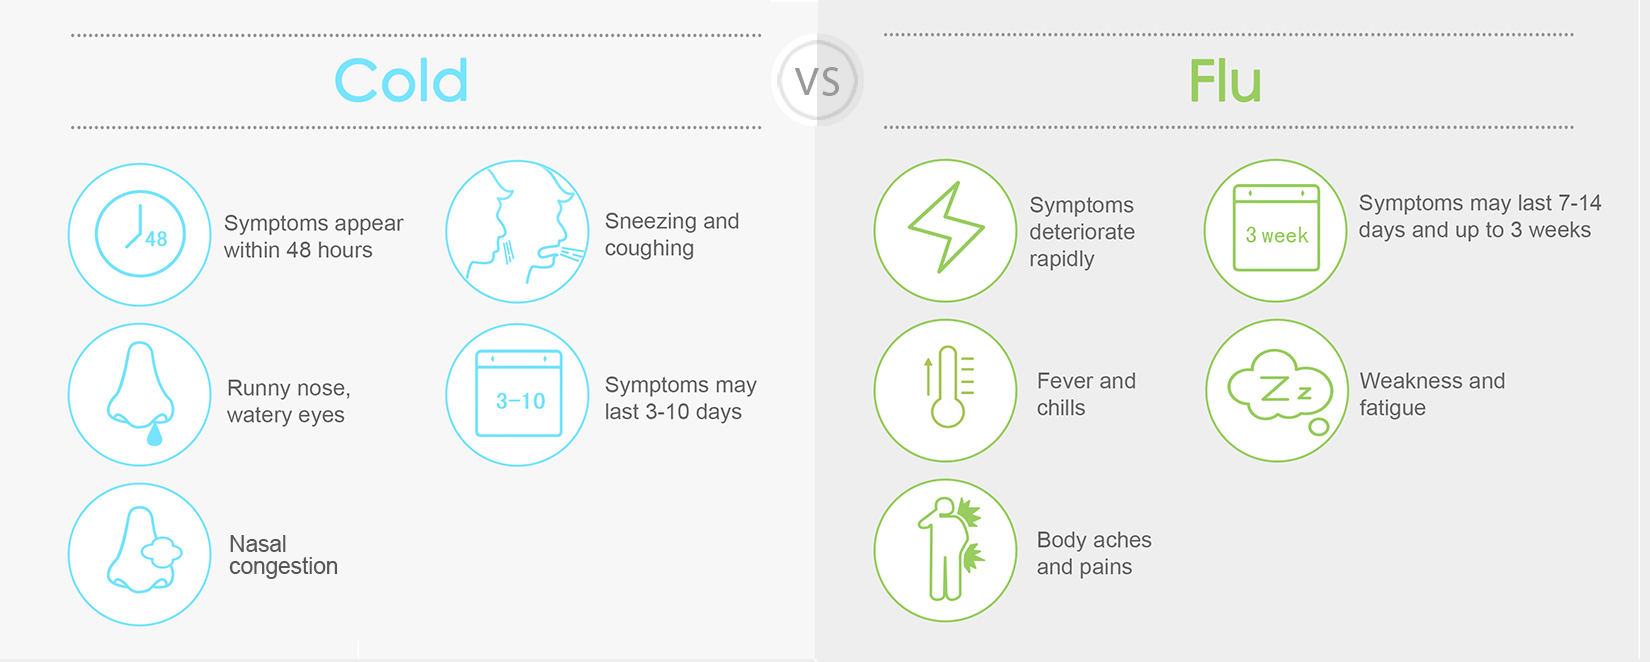 Cold
VS
Flu
48
Symptoms appear
within 48 hours
Sneezing and
coughing
Runny nose,
watery eyes
3-10
Symptoms may
last 3-10 days
Nasal
congestion
Symptoms
deteriorate
rapidly
3 week
Symptoms may last 7-14
days and up to 3 weeks
Fever and
chills
Z z
Weakness and
fatigue
Body aches
and pains